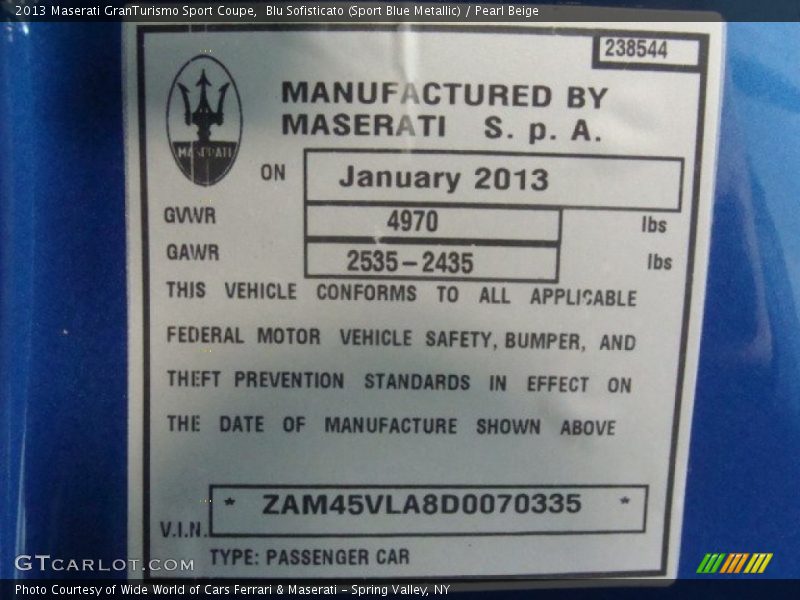 2013 Maserati GranTurismo Sport Coupe, Blu Sofisticato (Sport Blue Metallic) / Pearl Beige
238544
MASERATI
MANUFACTURED BY
MASERATI S. p. A.
ON January 2013
GVWR 4970 lbs
GAWR 2535-2435 lbs
THIS VEHICLE CONFORMS TO ALL APPLICABLE
FEDERAL MOTOR VEHICLE SAFETY, BUMPER, AND
THEFT PREVENTION STANDARDS IN EFFECT ON
THE DATE OF MANUFACTURE SHOWN ABOVE
V.I.N. * ZAM45VLA8D0070335 *
TYPE: PASSENGER CAR
GTCARLOT.COM
Photo Courtesy of Wide World of Cars Ferrari & Maserati - Spring Valley, NY